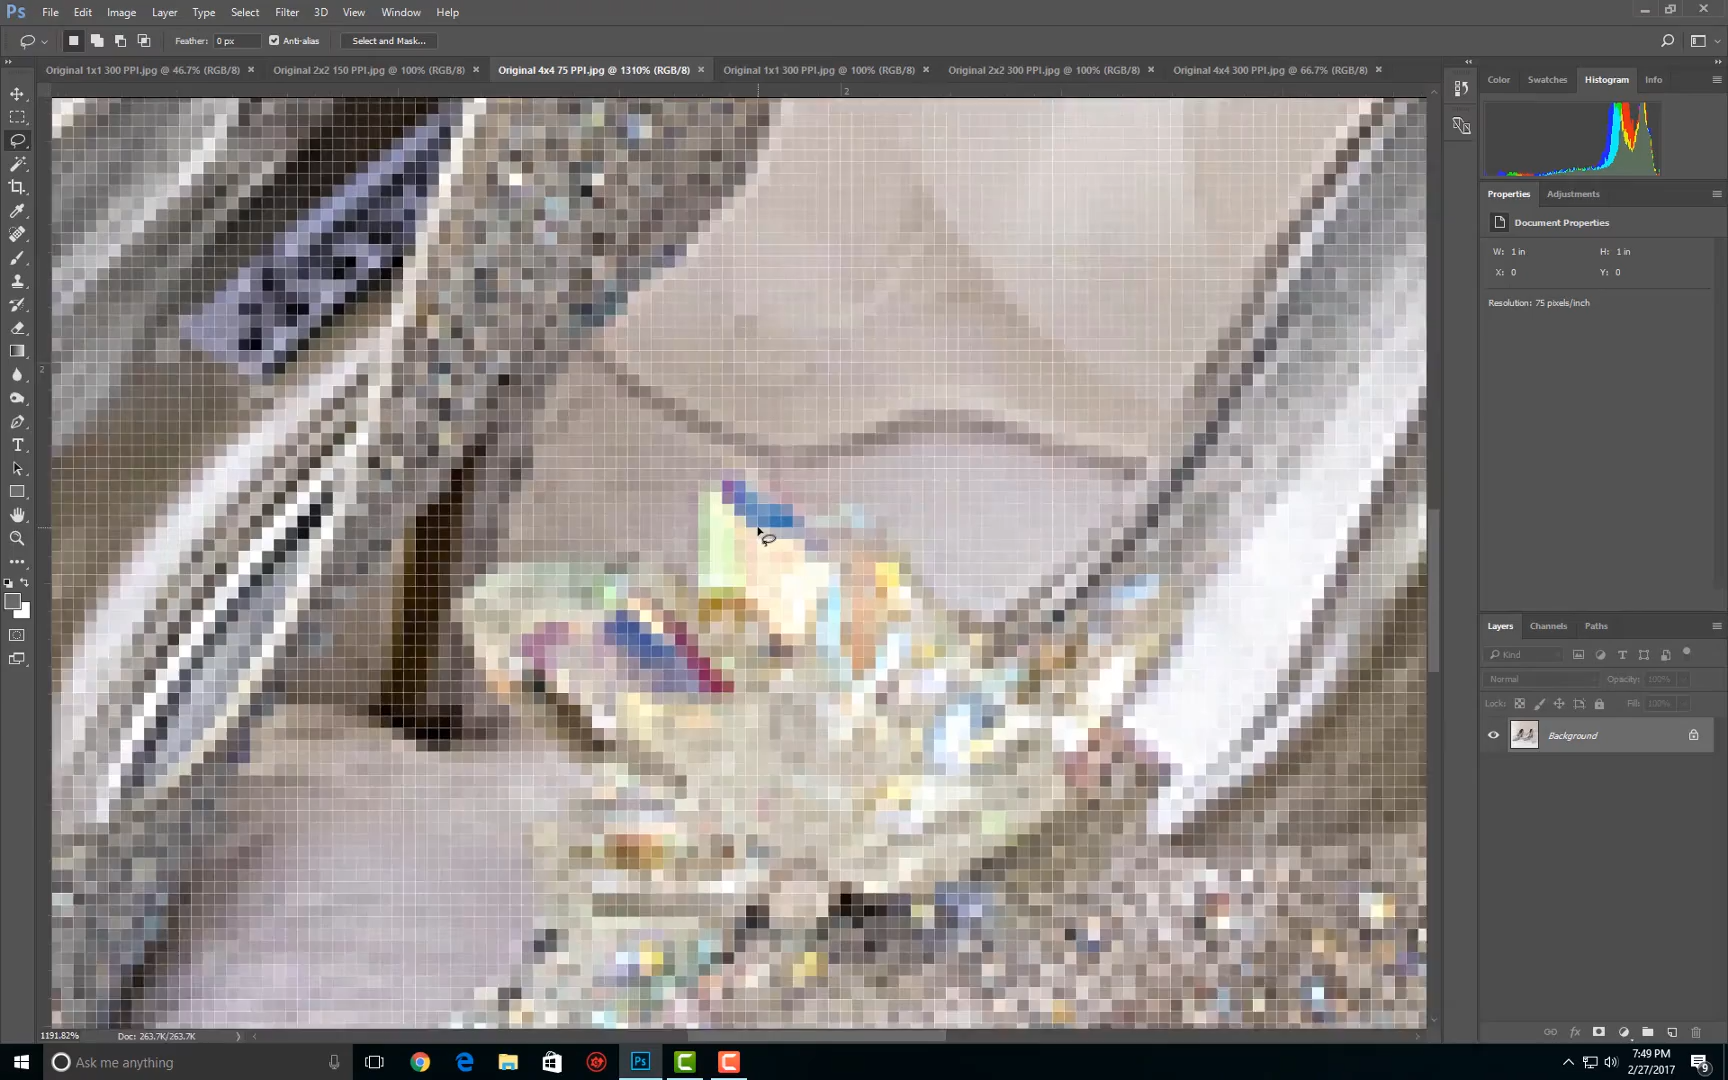 Ps File Edit Image Layer Type Select Filter 3D View Window Help
Feather: 0 px Anti-alias Select and Mask...
Original 1x1 300 PPI.jpg @ 46.7% (RGB/8) Original 2x2 150 PPI.jpg @ 100% (RGB/8) Original 4x4 75 PPI.jpg @ 1310% (RGB/8) Original 1x1 300 PPI.jpg @ 100% (RGB/8) Original 2x2 300 PPI.jpg @ 100% (RGB/8) Original 4x4 300 PPI.jpg @ 66.7% (RGB/8)
Color Swatches Histogram Info
2
2
Properties Adjustments
Document Properties
W: 1 in H: 1 in
X: 0 Y: 0
Resolution: 75 pixels/inch
Layers Channels Paths
Kind
Normal Opacity: 100%
Lock: Fill: 100%
Background
1191.82% Doc: 263.7K/263.7K
Ask me anything
7:49 PM
2/27/2017
9